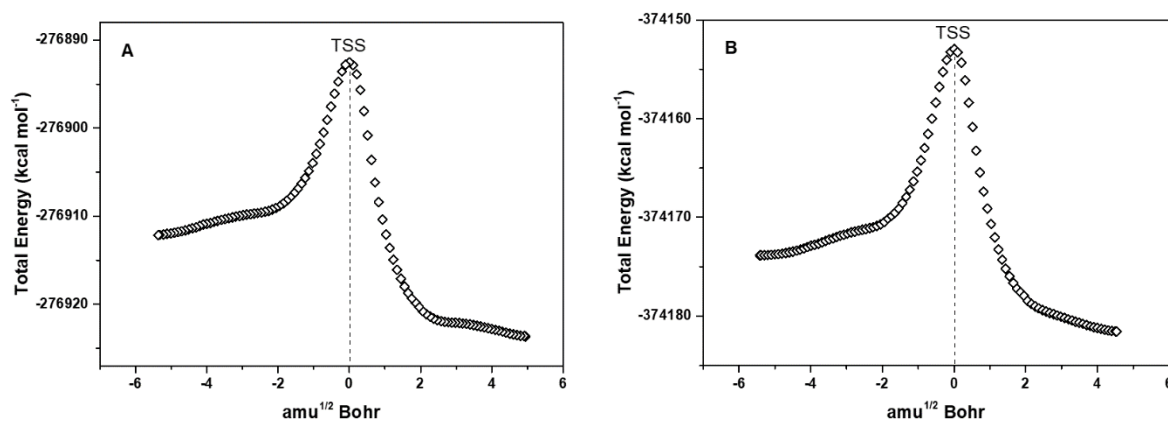 A
TSS
-276890
-276900
-276910
-276920
Total Energy (kcal mol⁻¹)
-6 -4 -2 0 2 4 6
amu¹/² Bohr
B
TSS
-374150
-374160
-374170
-374180
Total Energy (kcal mol⁻¹)
-6 -4 -2 0 2 4 6
amu¹/² Bohr